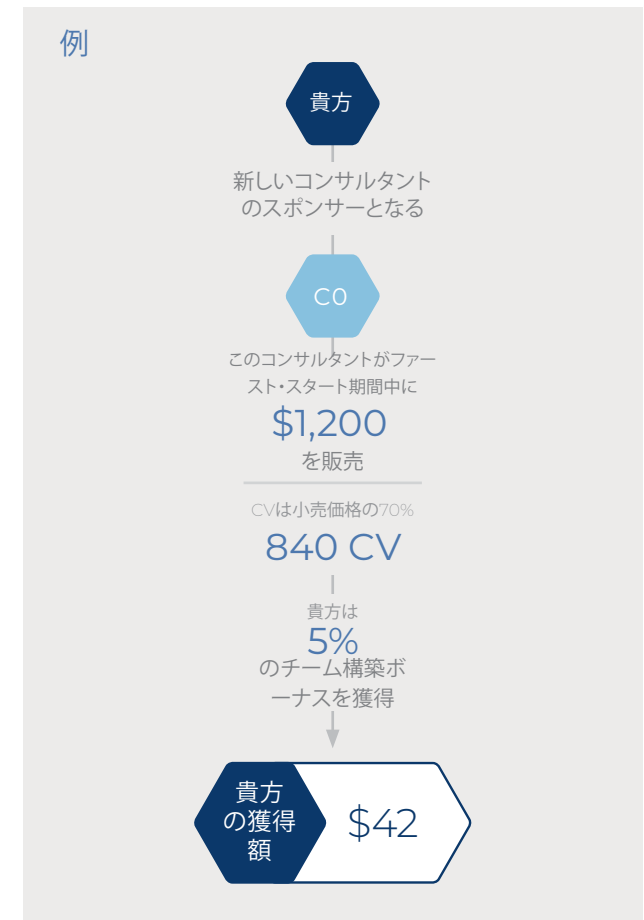 例
貴方
新しいコンサルタント
のスポンサーとなる
C0
このコンサルタントがファー
スト・スタート期間中に
$1,200
を販売
CVは小売価格の70%
840 CV
貴方は
5%
のチーム構築ボ
ーナスを獲得
貴方
の獲得
額
$42